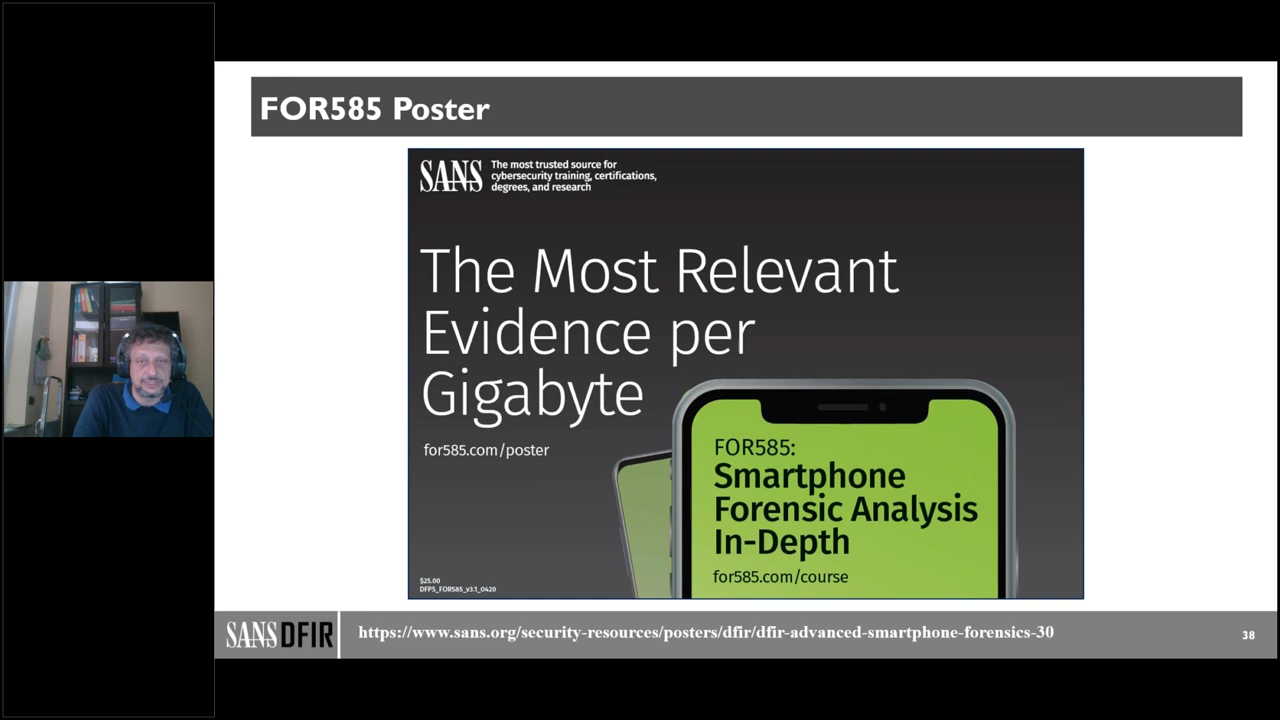 FOR585 Poster
SANS
The most trusted source for
cybersecurity training, certifications,
degrees, and research
The Most Relevant
Evidence per
Gigabyte
for585.com/poster
FOR585:
Smartphone
Forensic Analysis
In-Depth
for585.com/course
$25.00
DFPS_FOR585_v3.1_0420
SANS DFIR
https://www.sans.org/security-resources/posters/dfir/dfir-advanced-smartphone-forensics-30
38